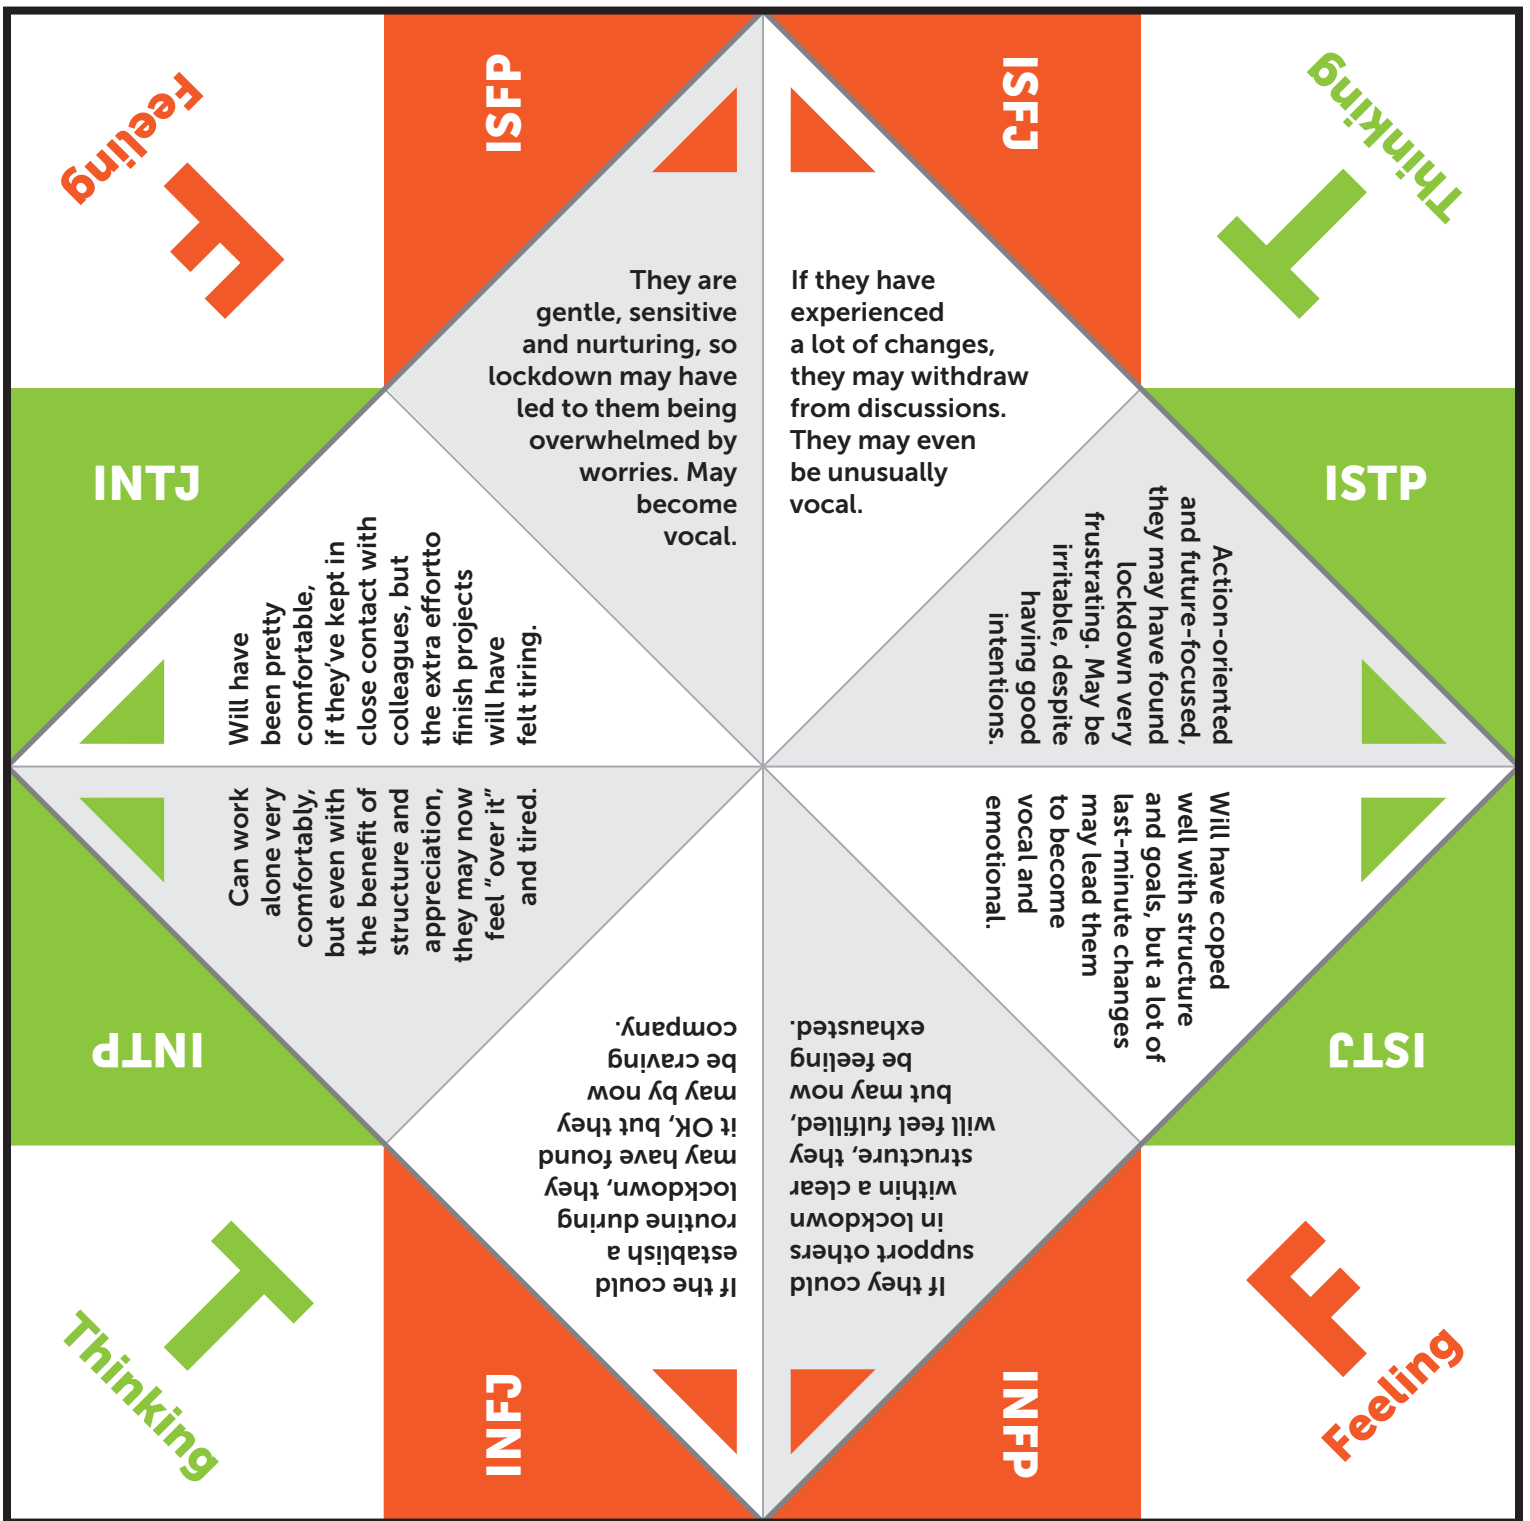 Feeling
F
ISFP
ISFJ
Thinking
T
They are
gentle, sensitive
and nurturing, so
lockdown may have
led to them being
overwhelmed by
worries. May
become
vocal.
If they have
experienced
a lot of changes,
they may withdraw
from discussions.
They may even
be unusually
vocal.
INTJ
Will have
been pretty
comfortable,
if they’ve kept in
close contact with
colleagues, but
the extra effortto
finish projects
will have
felt tiring.
ISTP
Action-oriented
and future-focused,
they may have found
lockdown very
frustrating. May be
irritable, despite
having good
intentions.
INTP
Can work
alone very
comfortably,
but even with
the benefit of
structure and
appreciation,
they may now
feel “over it”
and tired.
ISTJ
Will have coped
well with structure
and goals, but a lot of
last-minute changes
may lead them
to become
vocal and
emotional.
If the could
establish a
routine during
lockdown, they
may have found
it OK, but they
may by now
be craving
company.
If they could
support others
in lockdown
within a clear
structure, they
will feel fulfilled,
but may now
be feeling
exhausted.
T
Thinking
INFJ
INFP
F
Feeling